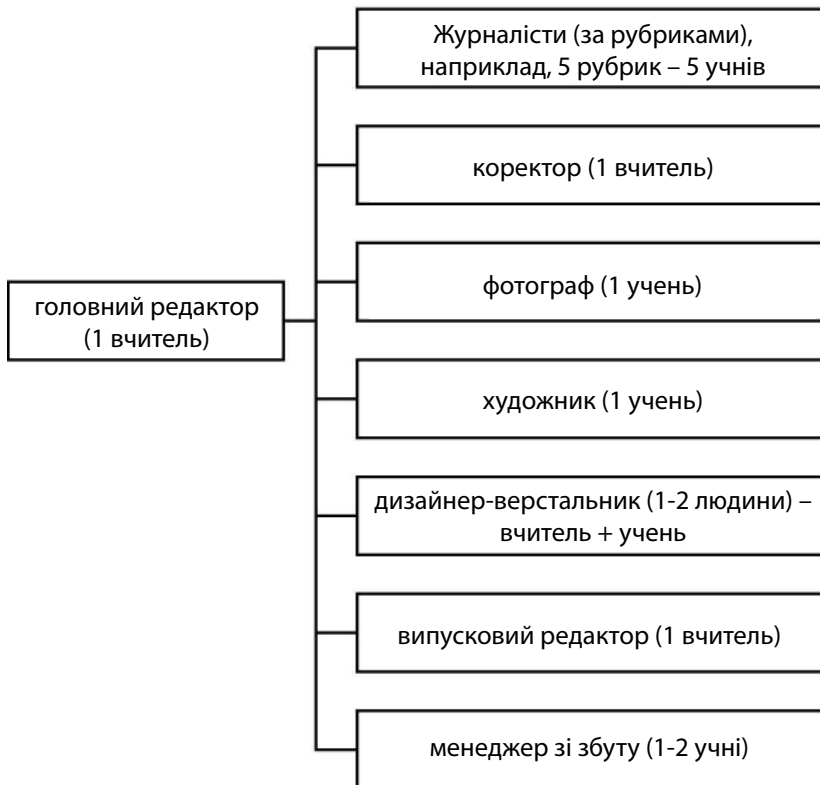 Журналісти (за рубриками),
наприклад, 5 рубрик – 5 учнів
коректор (1 вчитель)
фотограф (1 учень)
головний редактор
(1 вчитель)
художник (1 учень)
дизайнер-верстальник (1-2 людини) –
вчитель + учень
випусковий редактор (1 вчитель)
менеджер зі збуту (1-2 учні)